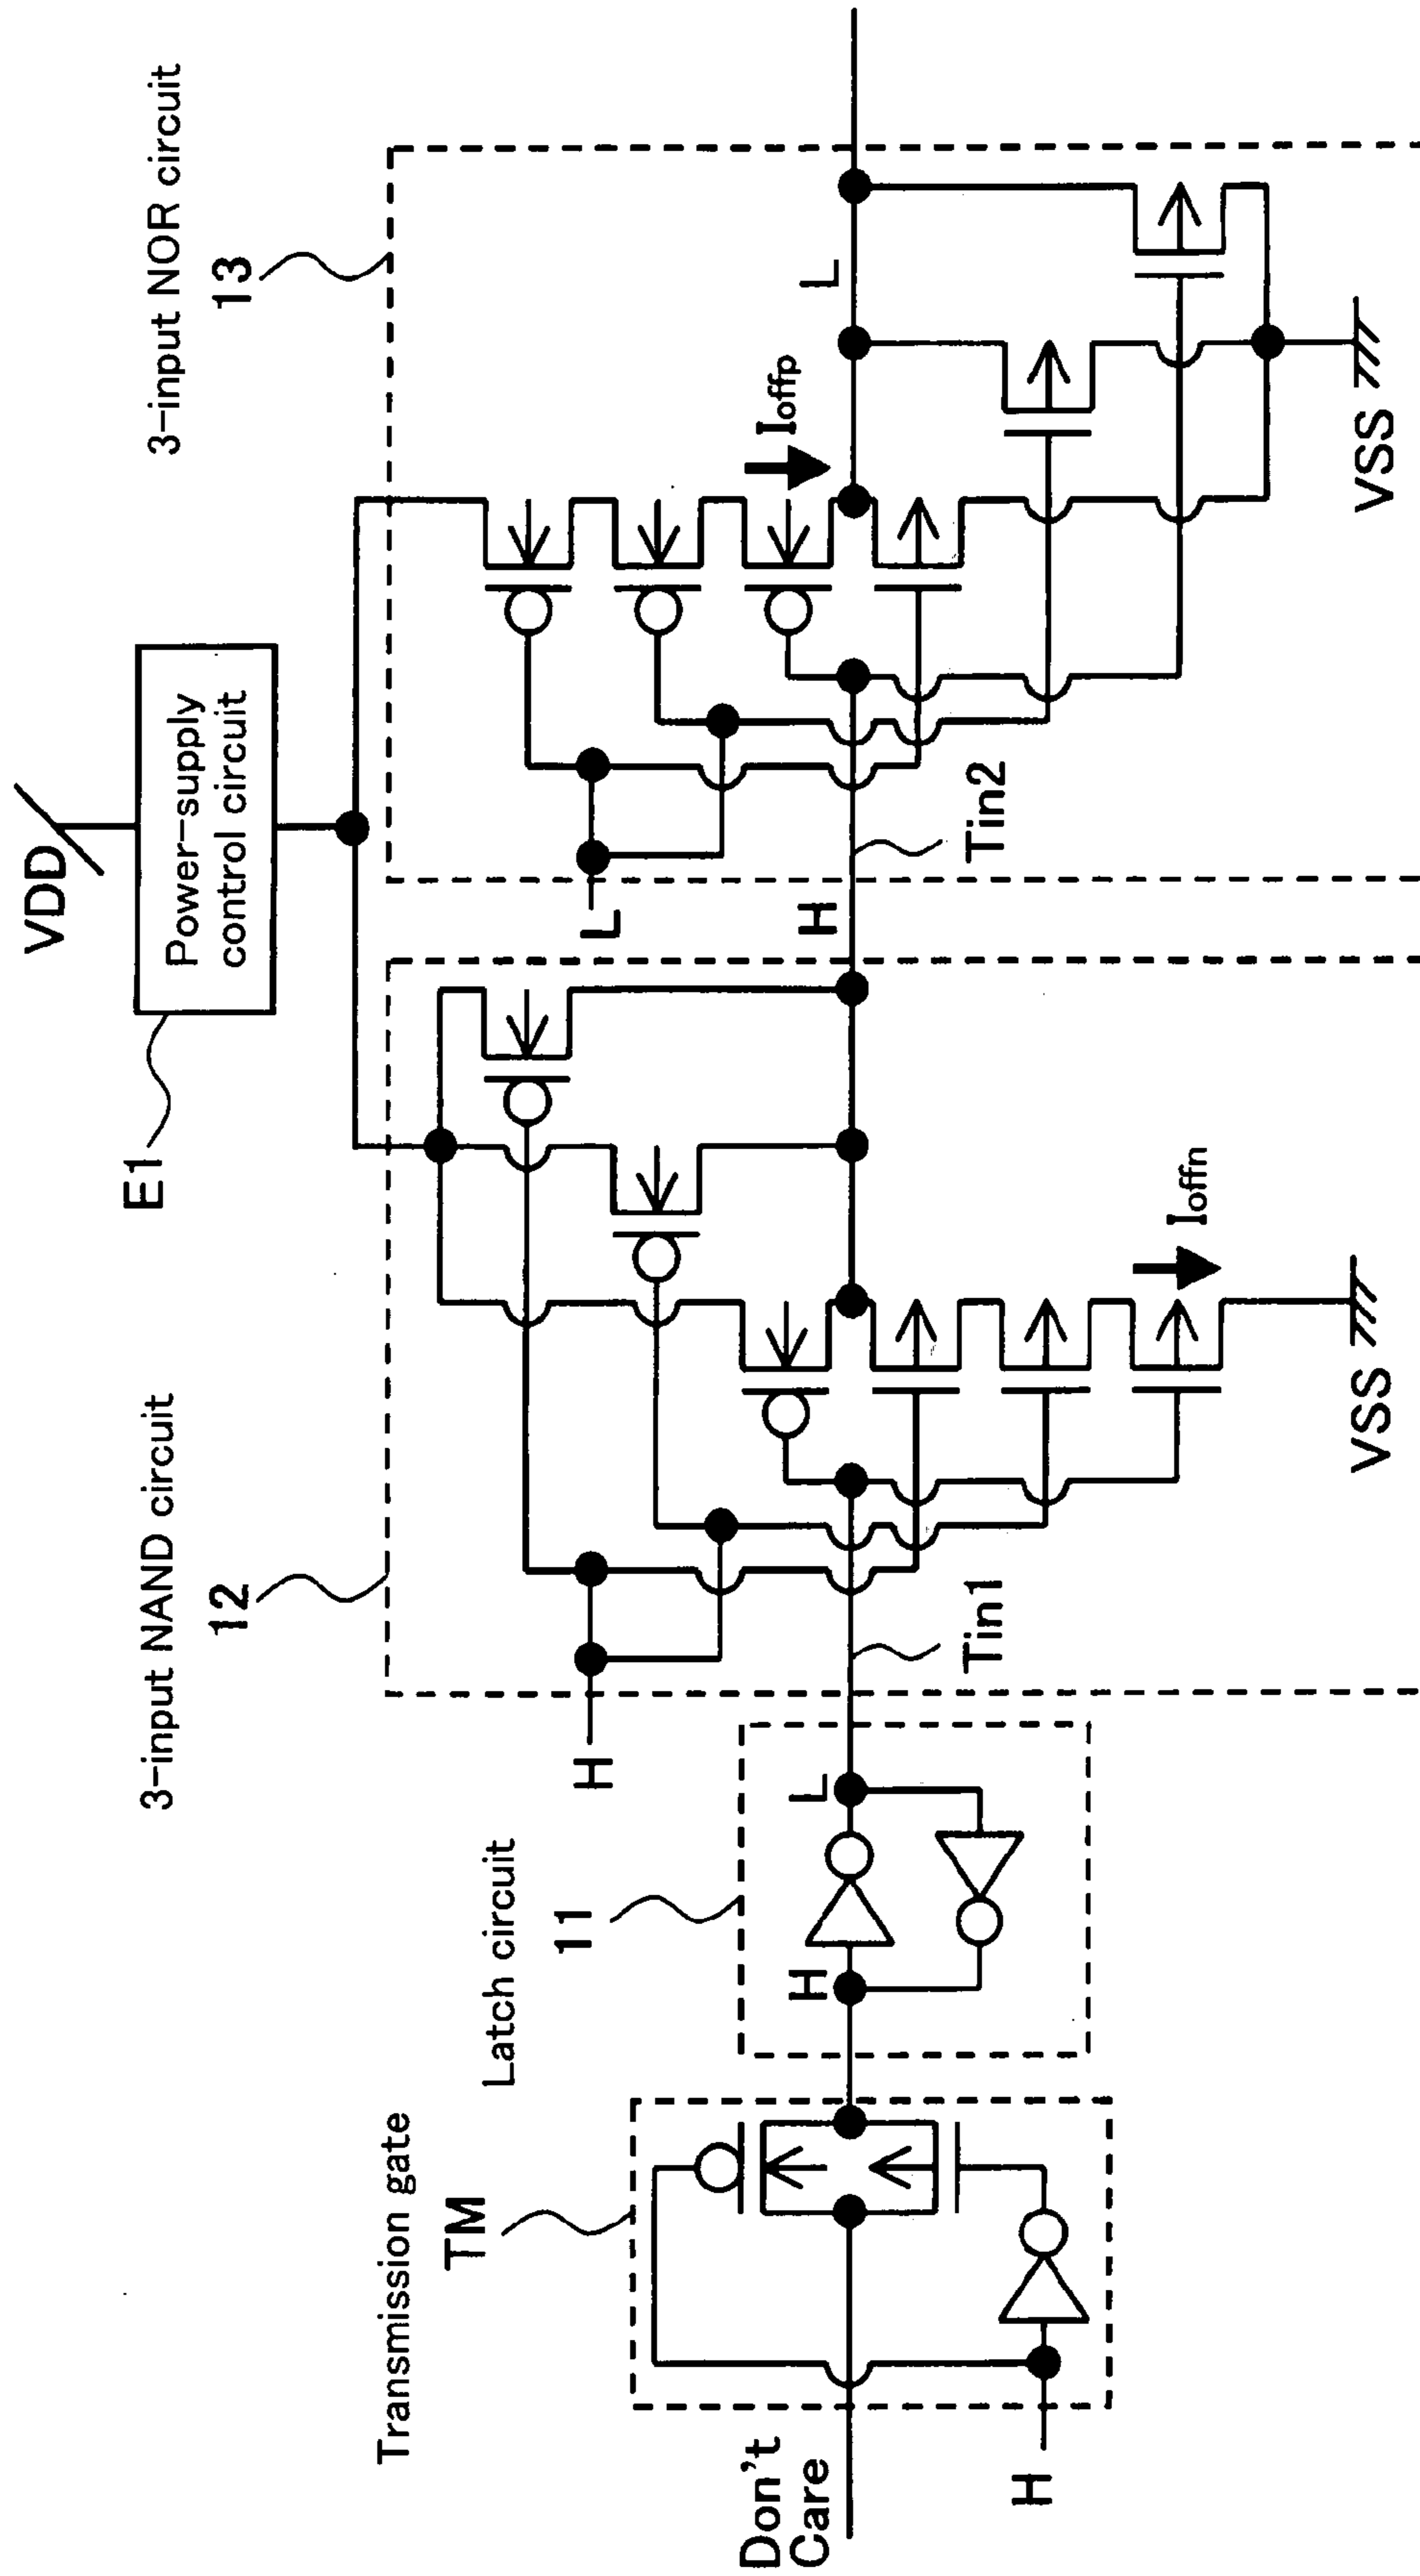 VDD
Power-supply
control circuit
E1
3-input NAND circuit
12
3-input NOR circuit
13
Transmission gate
TM
Latch circuit
11
H
L
Ioffp
L
Don't
Care
H
L
Tin1
H
Tin2
H
Ioffn
VSS
VSS